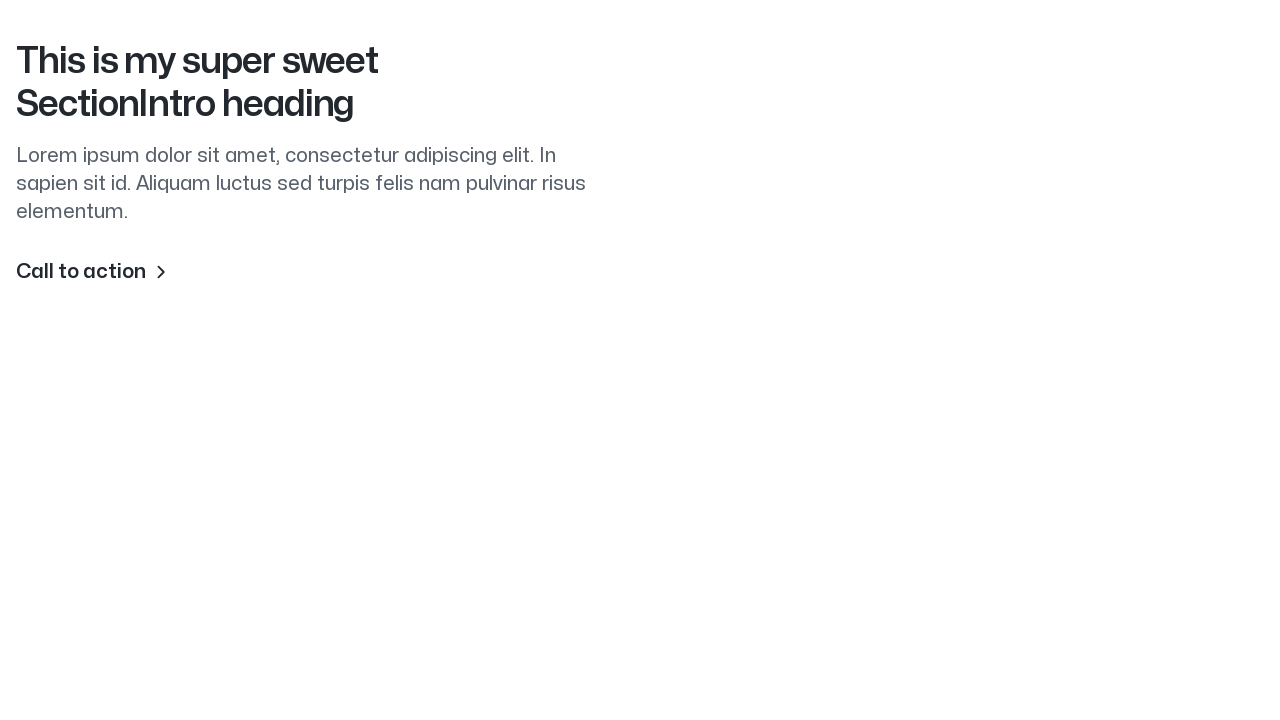 This is my super sweet
SectionIntro heading
Lorem ipsum dolor sit amet, consectetur adipiscing elit. In
sapien sit id. Aliquam luctus sed turpis felis nam pulvinar risus
elementum.
Call to action